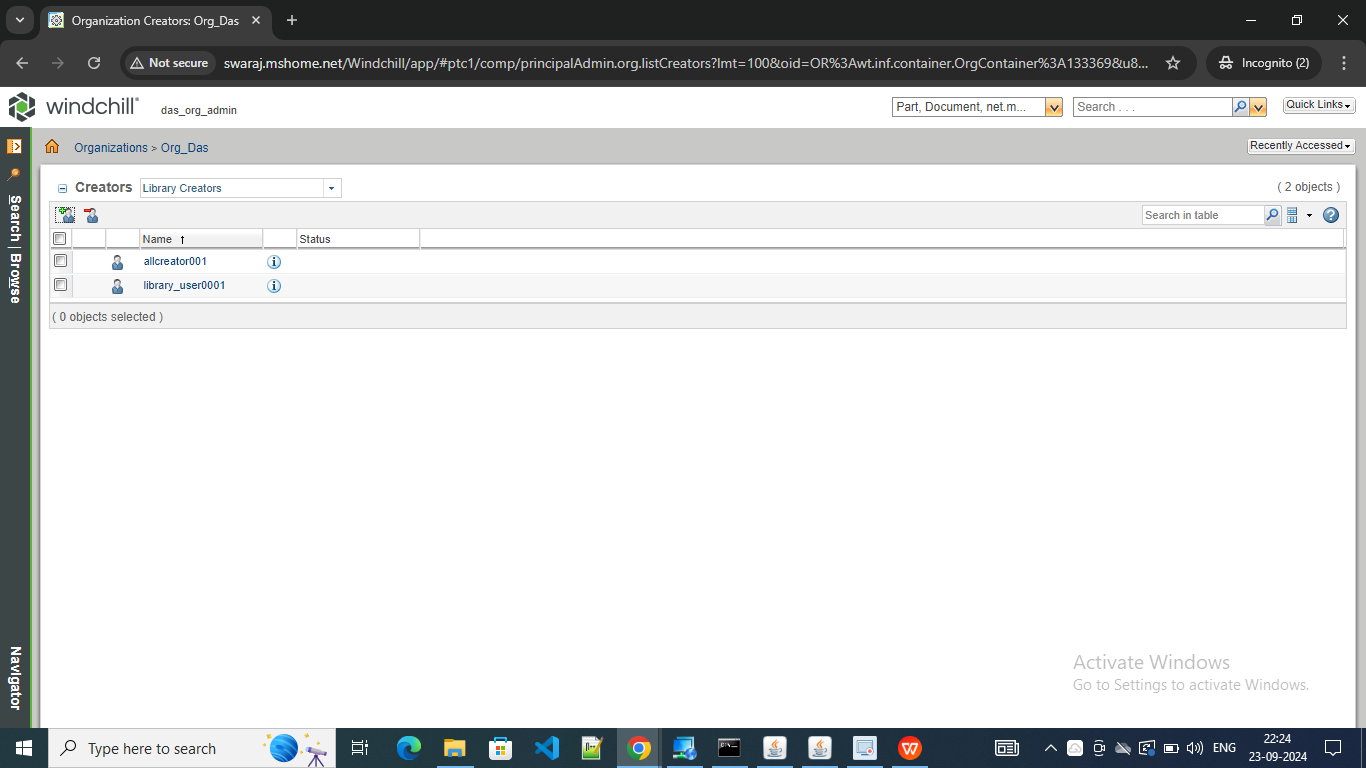 Organization Creators: Org_Das
Not secure
swaraj.mshome.net/Windchill/app/#ptc1/comp/principalAdmin.org.listCreators?lmt=100&oid=OR%3Awt.inf.container.OrgContainer%3A133369&u8...
Incognito (2)
windchill
das_org_admin
Part, Document, net.m...
Search . . .
Quick Links
Organizations > Org_Das
Recently Accessed
Creators
Library Creators
( 2 objects )
Search in table
Name ↑
Status
allcreator001
library_user0001
( 0 objects selected )
Search | Browse
Navigator
Activate Windows
Go to Settings to activate Windows.
Type here to search
ENG
22:24
23-09-2024